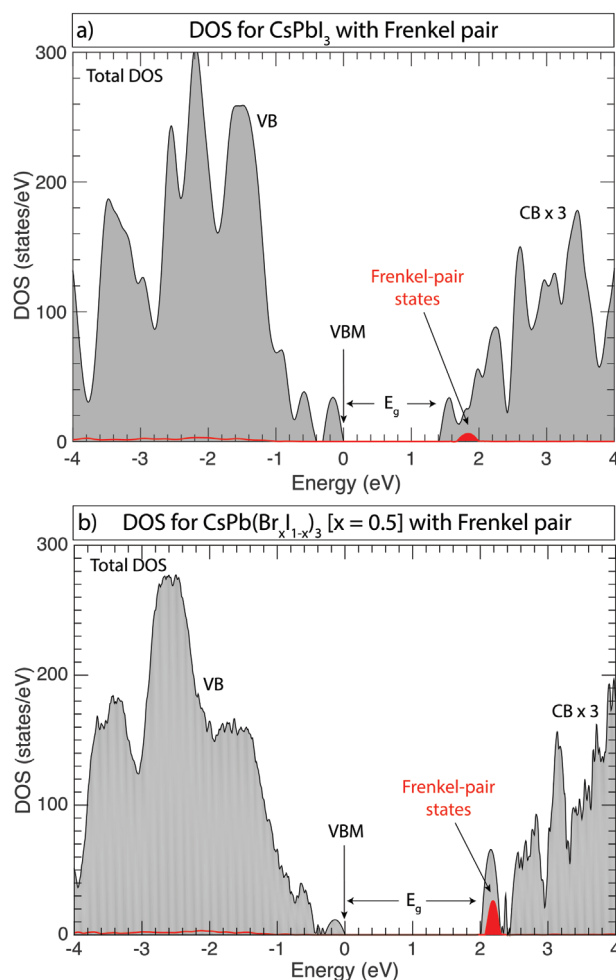 a) DOS for CsPbI₃ with Frenkel pair
300
Total DOS
VB
200
CB x 3
DOS (states/eV)
Frenkel-pair
states
100
VBM
E_g
0
-4 -3 -2 -1 0 1 2 3 4
Energy (eV)
b) DOS for CsPb(BrₓI₁₋ₓ)₃ [x = 0.5] with Frenkel pair
300
Total DOS
VB
200
CB x 3
DOS (states/eV)
Frenkel-pair
states
100
VBM
E_g
0
-4 -3 -2 -1 0 1 2 3 4
Energy (eV)